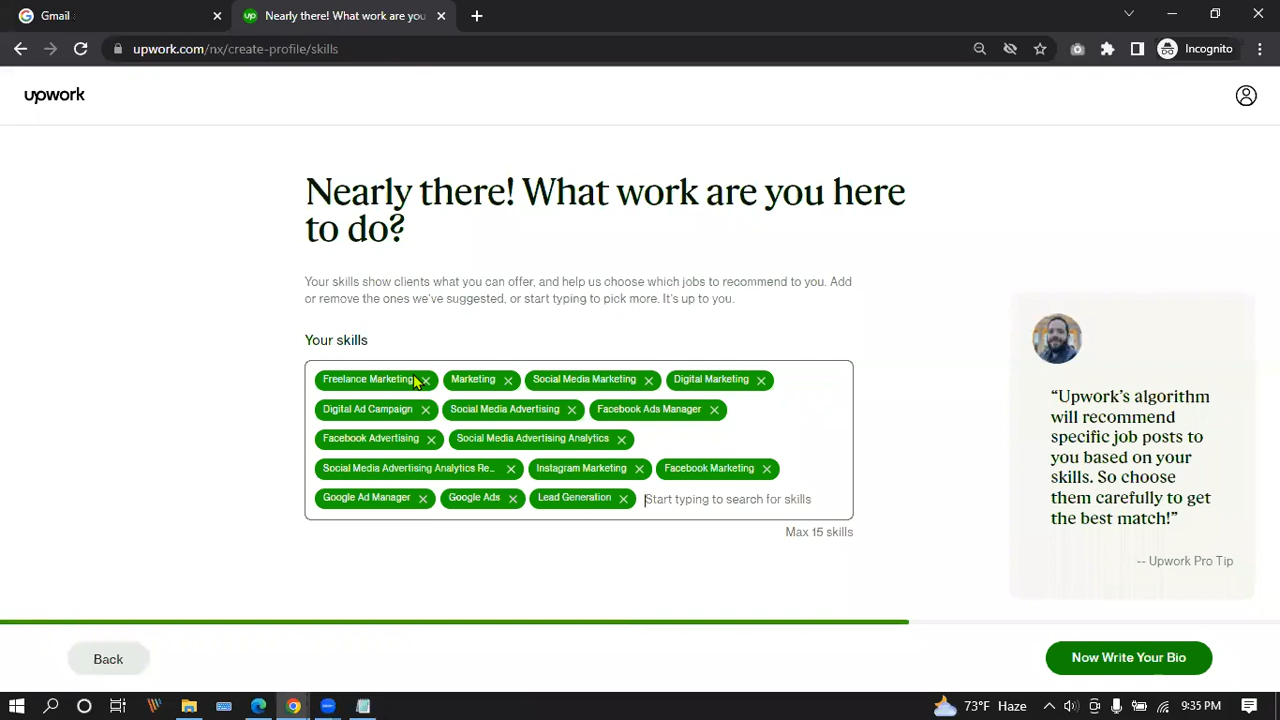 Gmail
Nearly there! What work are you
upwork.com/nx/create-profile/skills
Incognito
upwork
Nearly there! What work are you here
to do?
Your skills show clients what you can offer, and help us choose which jobs to recommend to you. Add
or remove the ones we've suggested, or start typing to pick more. It's up to you.
Your skills
Freelance Marketing
Marketing
Social Media Marketing
Digital Marketing
Digital Ad Campaign
Social Media Advertising
Facebook Ads Manager
Facebook Advertising
Social Media Advertising Analytics
Social Media Advertising Analytics Re...
Instagram Marketing
Facebook Marketing
Google Ad Manager
Google Ads
Lead Generation
Start typing to search for skills
Max 15 skills
"Upwork's algorithm
will recommend
specific job posts to
you based on your
skills. So choose
them carefully to get
the best match!"
-- Upwork Pro Tip
Back
Now Write Your Bio
73°F Haze
9:35 PM